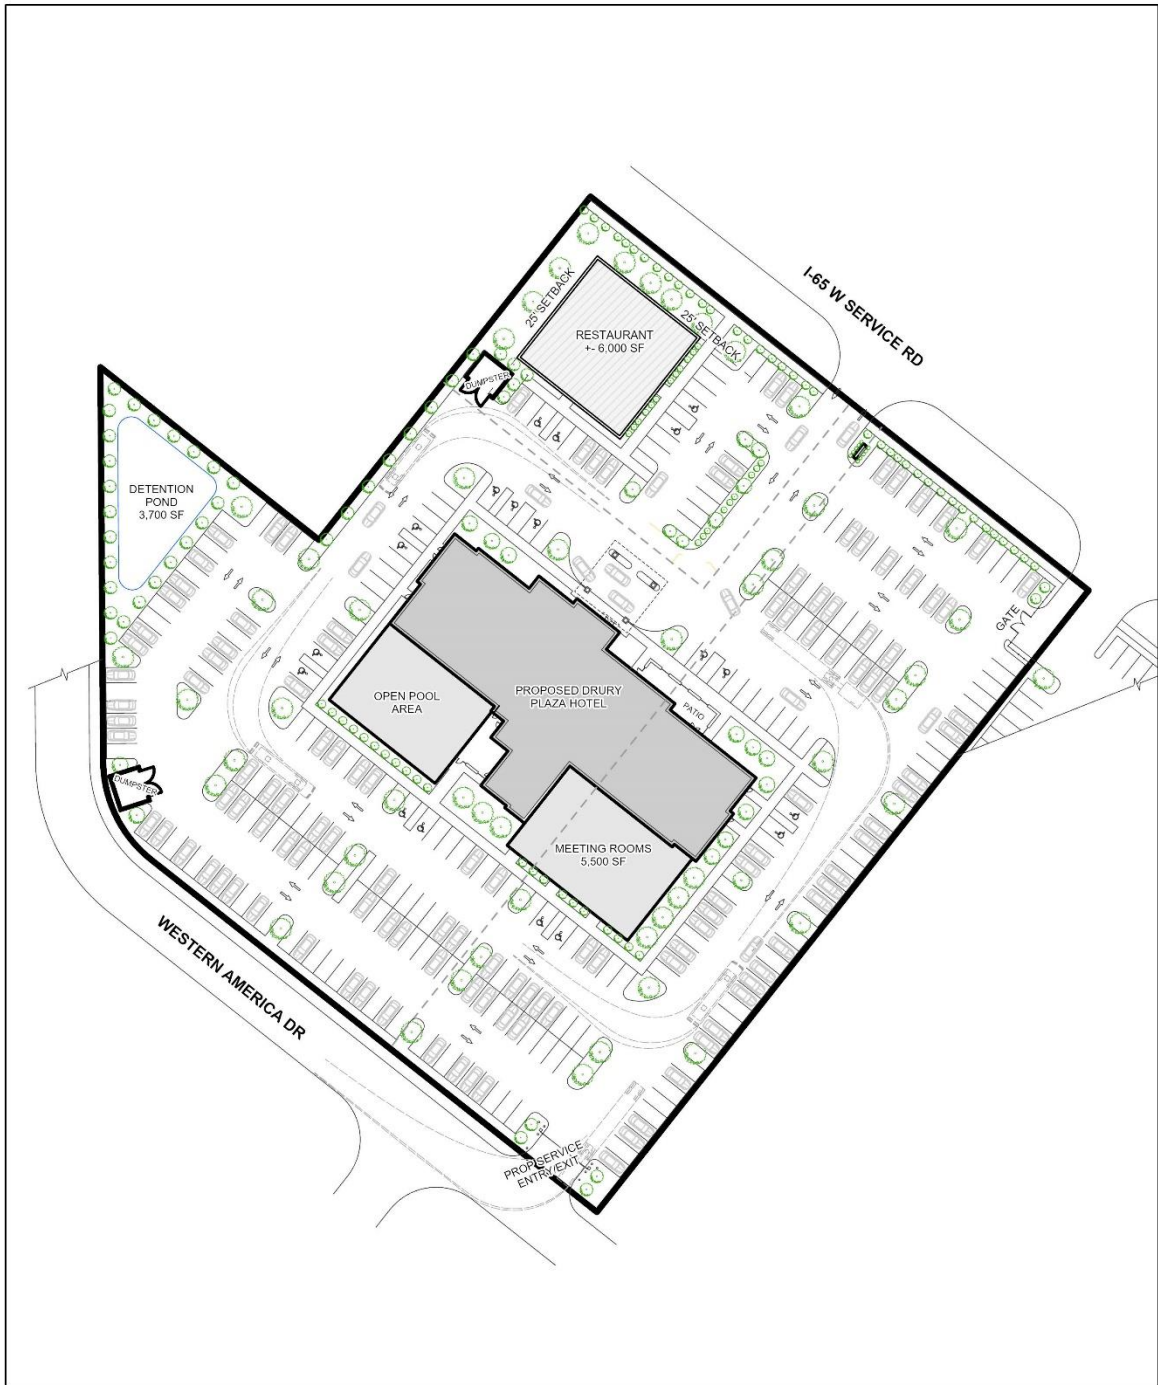 I-65 W SERVICE RD
25' SETBACK
25' SETBACK
RESTAURANT
+- 6,000 SF
DUMPSTER
DETENTION
POND
3,700 SF
GATE
OPEN POOL
AREA
PROPOSED DRURY
PLAZA HOTEL
PATIO
DUMPSTER
MEETING ROOMS
5,500 SF
WESTERN AMERICA DR
PROP SERVICE
ENTRY/EXIT
N
N